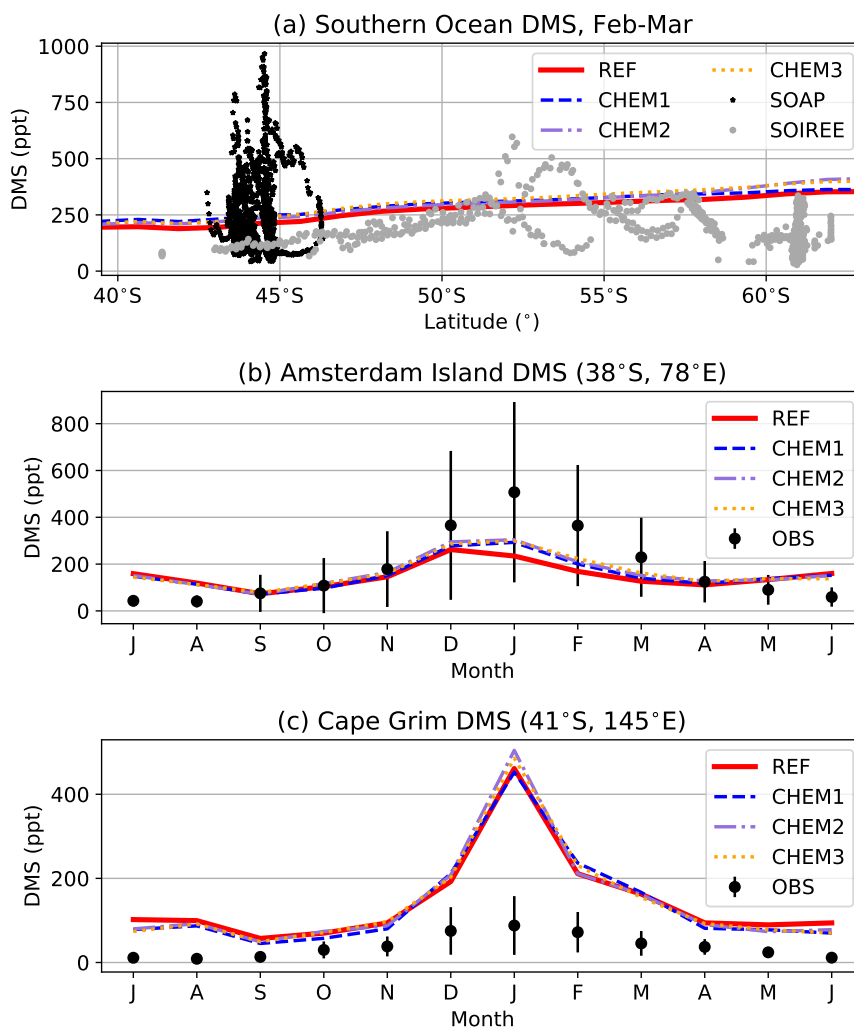 (a) Southern Ocean DMS, Feb-Mar
DMS (ppt)
1000
750
500
250
0
REF
CHEM1
CHEM2
CHEM3
SOAP
SOIREE
40°S 45°S 50°S 55°S 60°S
Latitude (°)
(b) Amsterdam Island DMS (38°S, 78°E)
DMS (ppt)
800
600
400
200
0
REF
CHEM1
CHEM2
CHEM3
OBS
J A S O N D J F M A M J
Month
(c) Cape Grim DMS (41°S, 145°E)
DMS (ppt)
400
200
0
REF
CHEM1
CHEM2
CHEM3
OBS
J A S O N D J F M A M J
Month